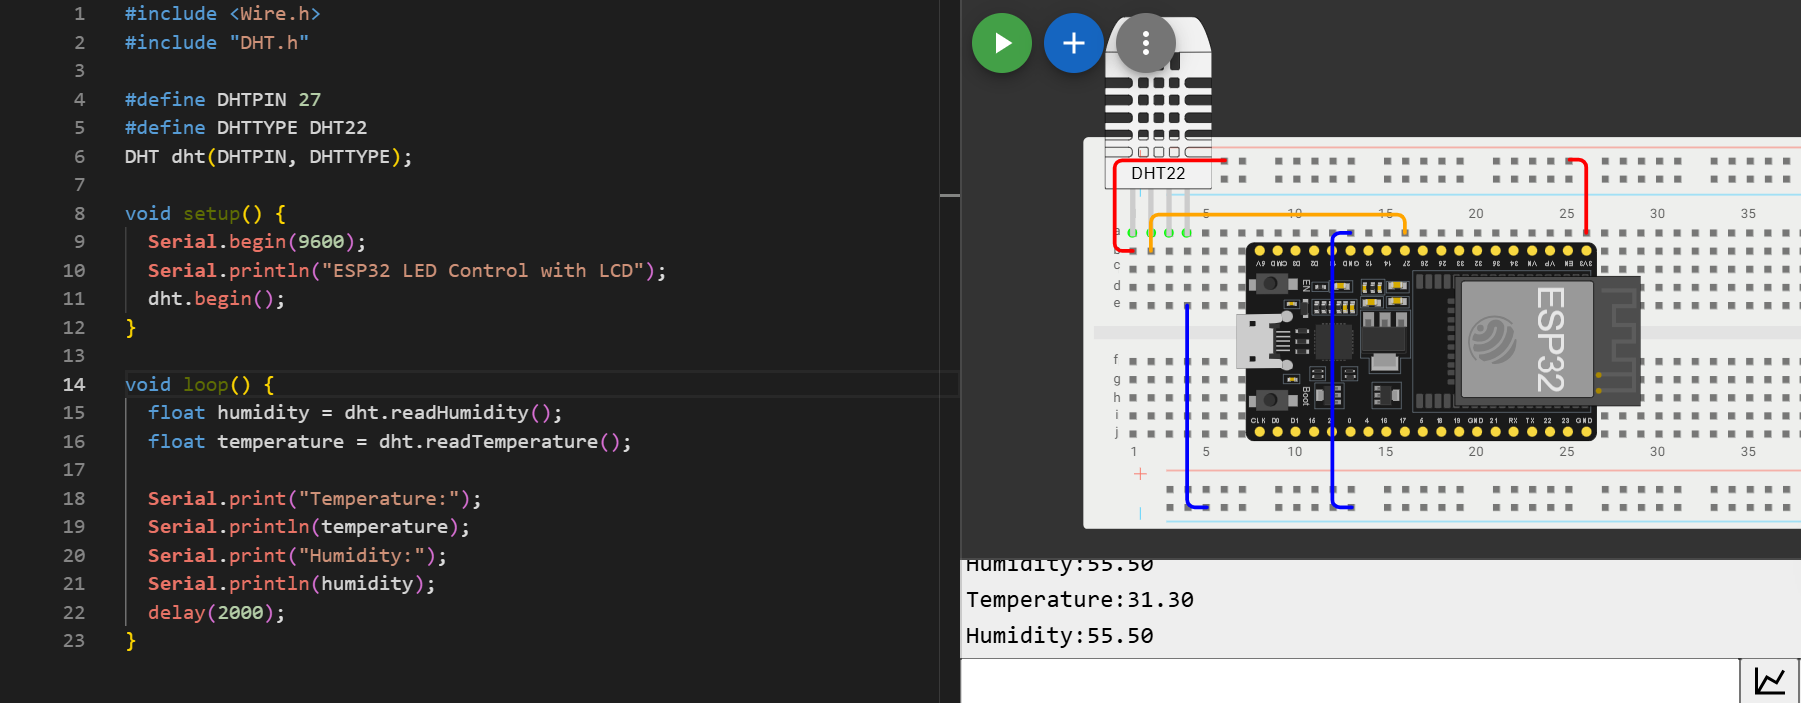 1 #include <Wire.h>
2 #include "DHT.h"
3
4 #define DHTPIN 27
5 #define DHTTYPE DHT22
6 DHT dht(DHTPIN, DHTTYPE);
7
8 void setup() {
9 Serial.begin(9600);
10 Serial.println("ESP32 LED Control with LCD");
11 dht.begin();
12 }
13
14 void loop() {
15 float humidity = dht.readHumidity();
16 float temperature = dht.readTemperature();
17
18 Serial.print("Temperature:");
19 Serial.println(temperature);
20 Serial.print("Humidity:");
21 Serial.println(humidity);
22 delay(2000);
23 }
DHT22
5 10 15 20 25 30 35
a
c
d
e
EN
ESP32
f
g
h
i
j
Boot
CLK D0 D1 15 0 4 16 17 5 18 19 GND 21 RX TX 22 23 GND
1 5 10 15 20 25 30 35
Humidity:55.50
Temperature:31.30
Humidity:55.50